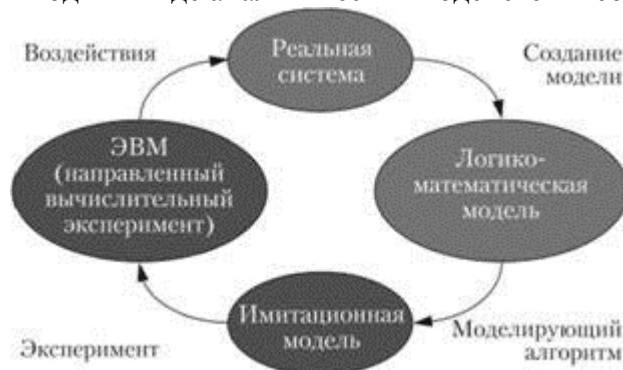 Воздействия
Реальная
система
Создание
модели
ЭВМ
(направленный
вычислительный
эксперимент)
Логико-
математическая
модель
Имитационная
модель
Эксперимент
Моделирующий
алгоритм